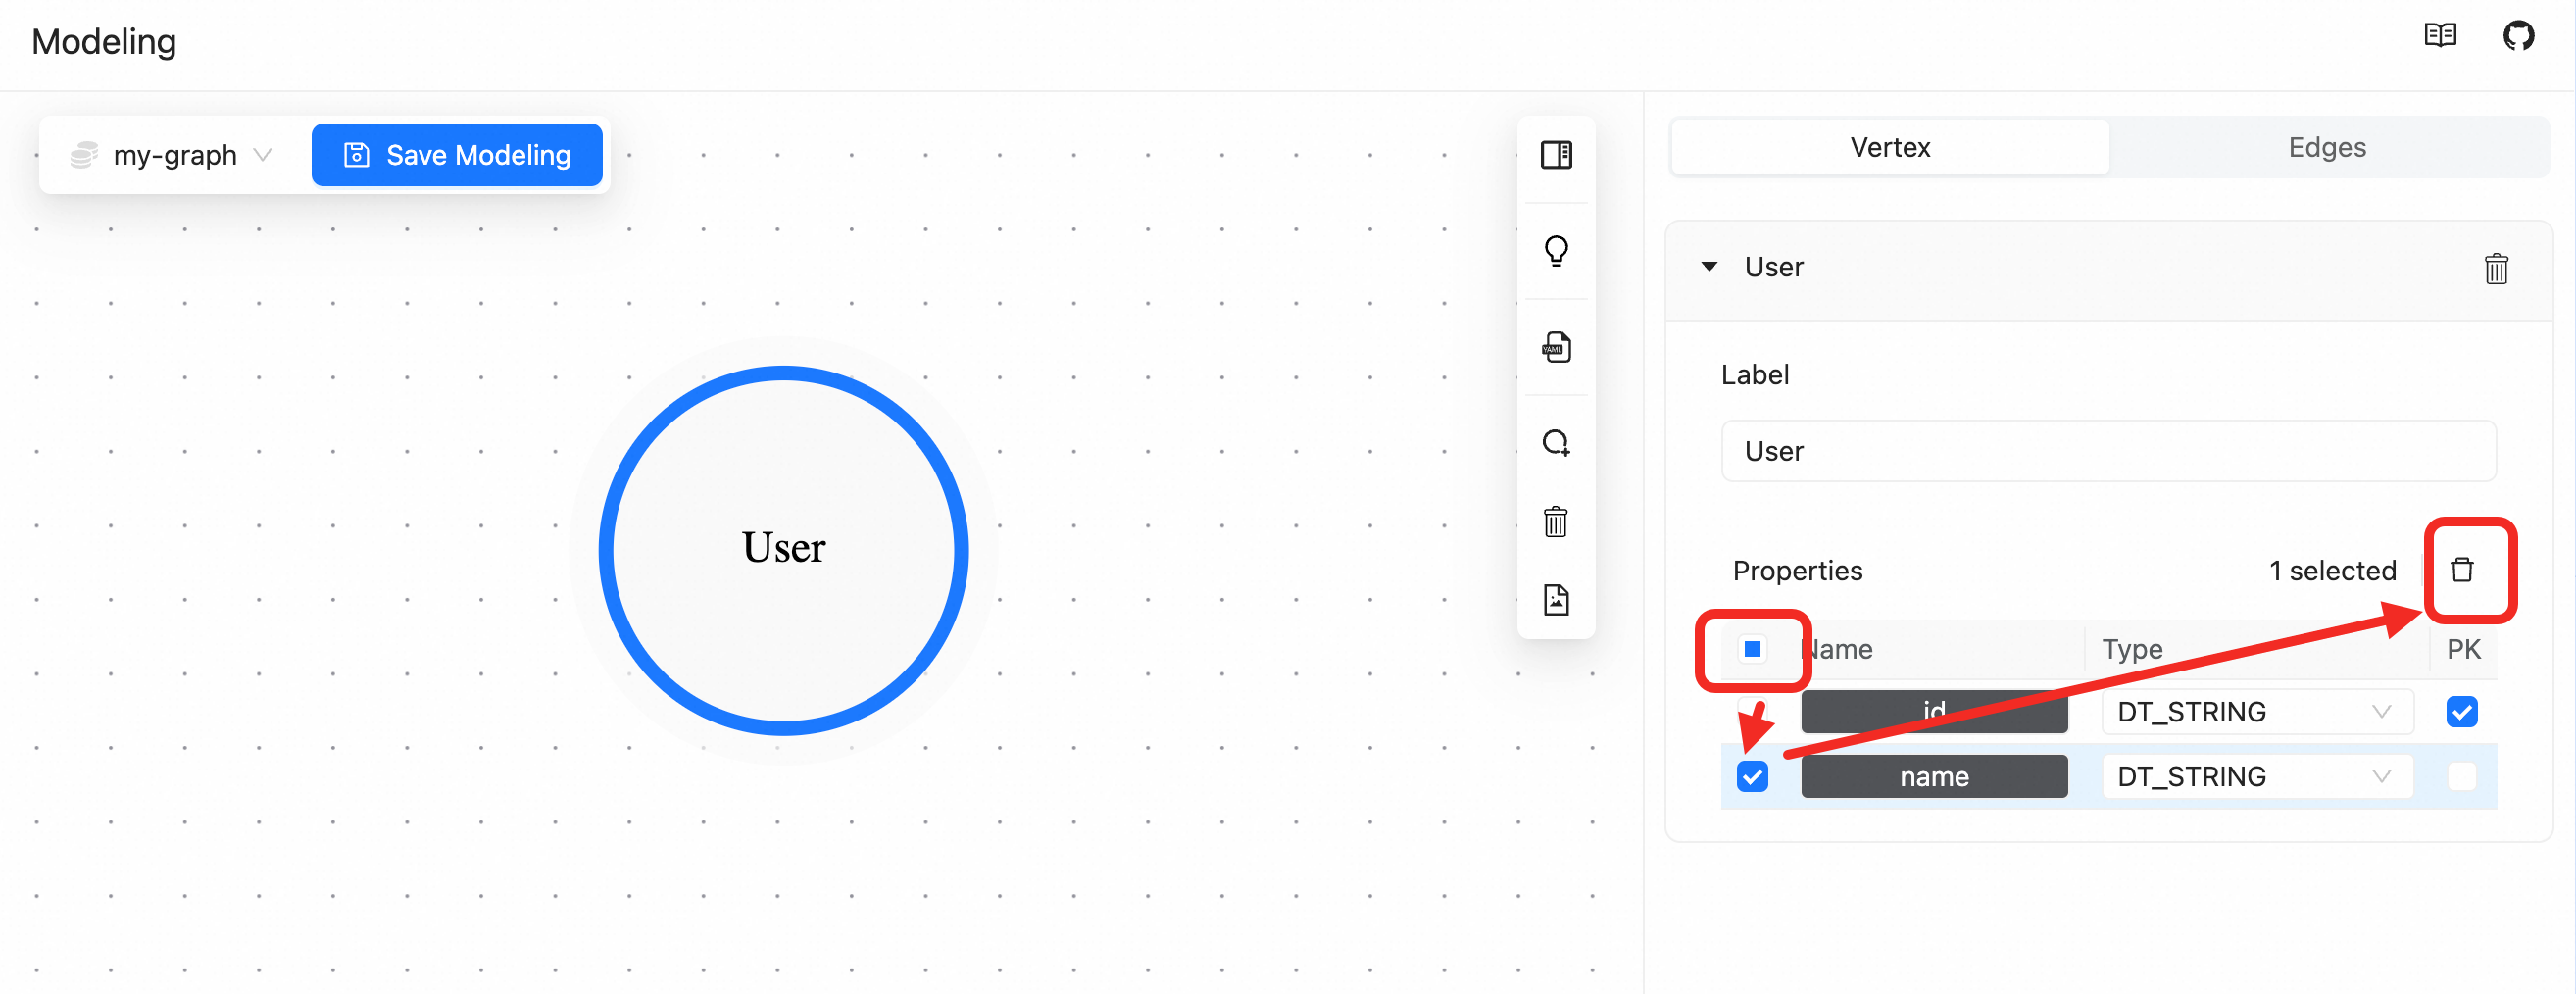 Modeling
my-graph
Save Modeling
Vertex
Edges
User
YAML
Label
User
User
Properties
1 selected
Name
Type
PK
id
DT_STRING
name
DT_STRING